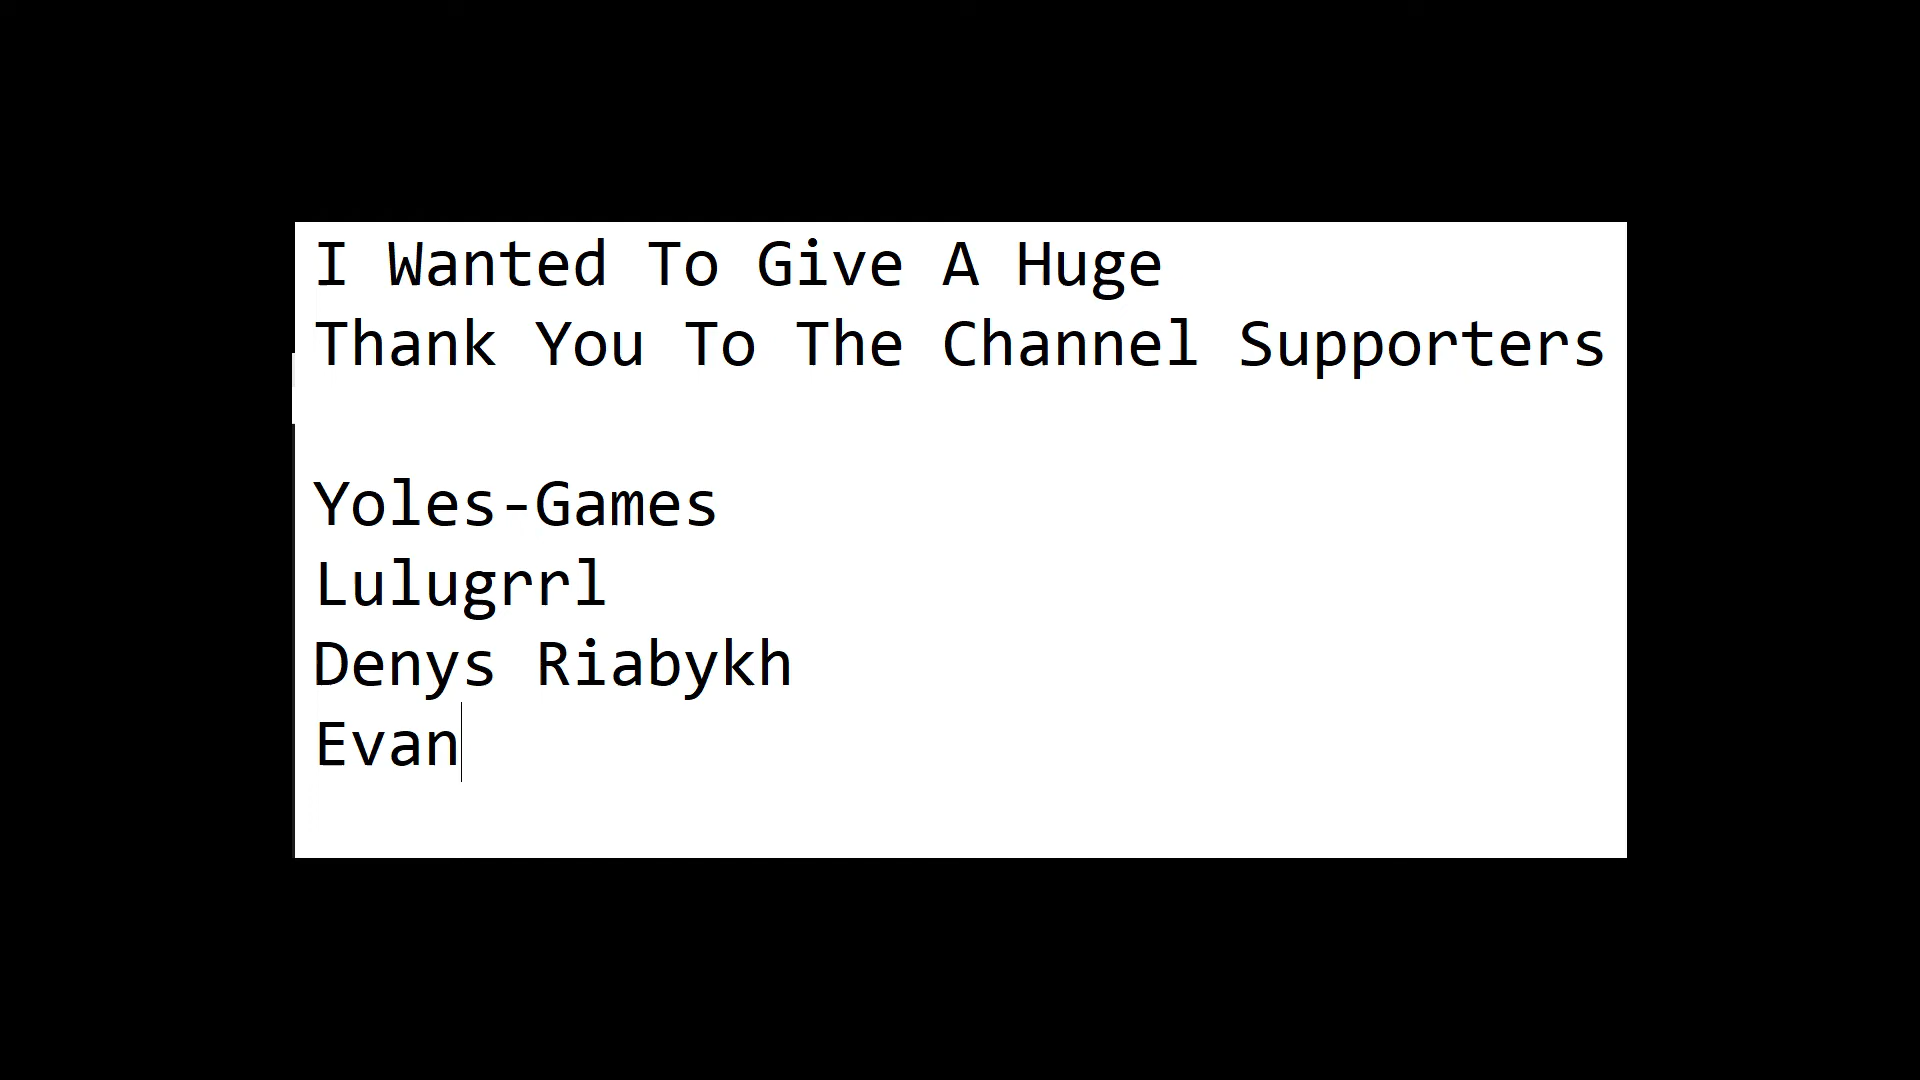 I Wanted To Give A Huge
Thank You To The Channel Supporters
Yoles-Games
Lulugrrl
Denys Riabykh
Evan